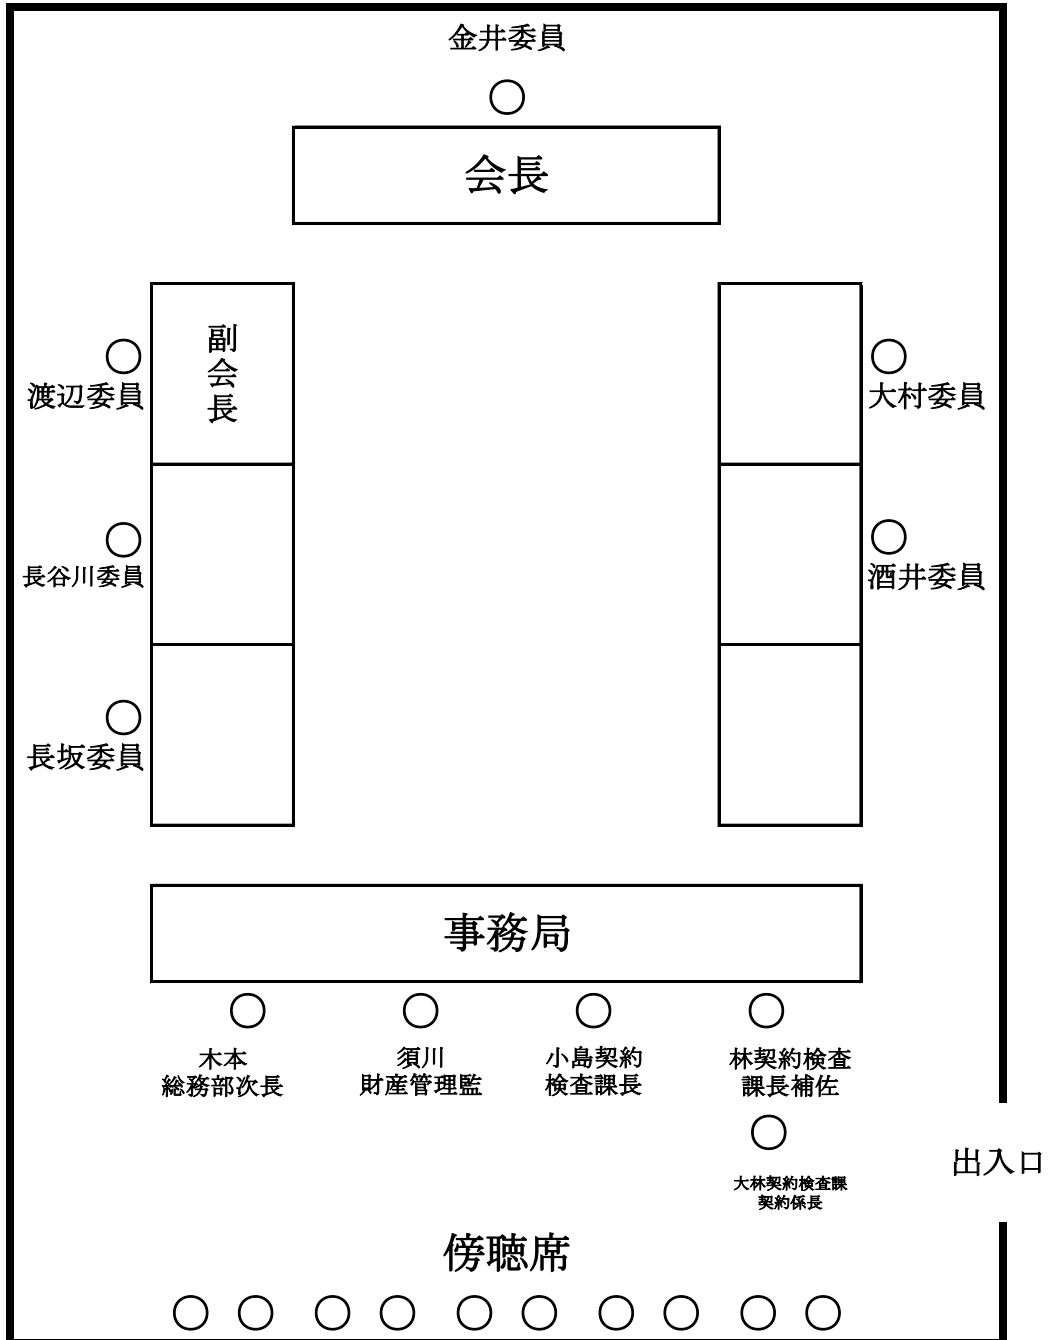 金井委員
会長
副会長
渡辺委員
大村委員
長谷川委員
酒井委員
長坂委員
事務局
木本
総務部次長
須川
財産管理監
小島契約
検査課長
林契約検査
課長補佐
大林契約検査課
契約係長
出入口
傍聴席